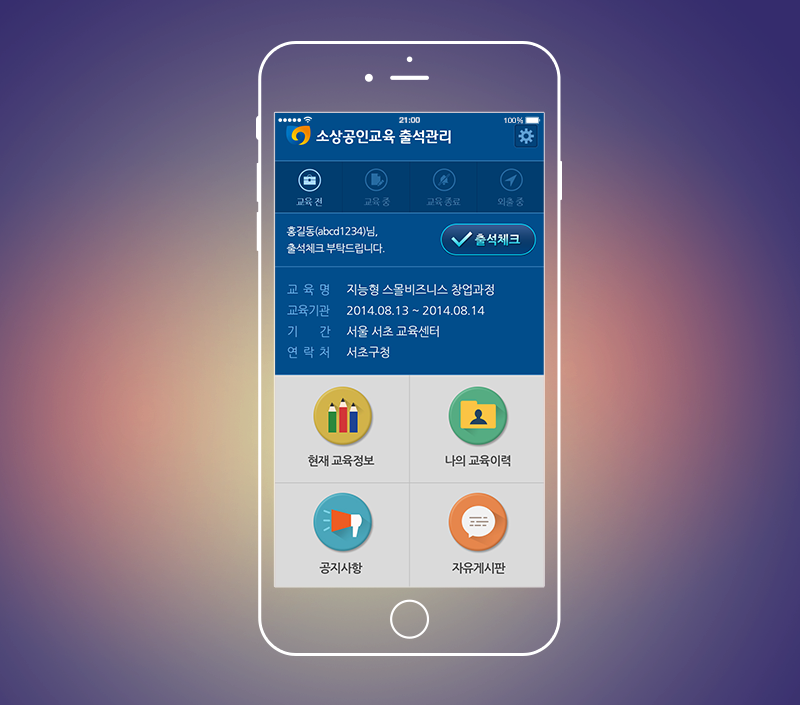 21:00
100%
소상공인교육 출석관리
교육 전
교육 중
교육 종료
외출 중
홍길동(abcd1234)님,
출석체크 부탁드립니다.
출석체크
교 육 명 지능형 스몰비즈니스 창업과정
교육기관 2014.08.13 ~ 2014.08.14
기 간 서울 서초 교육센터
연 락 처 서초구청
현재 교육정보
나의 교육이력
공지사항
자유게시판